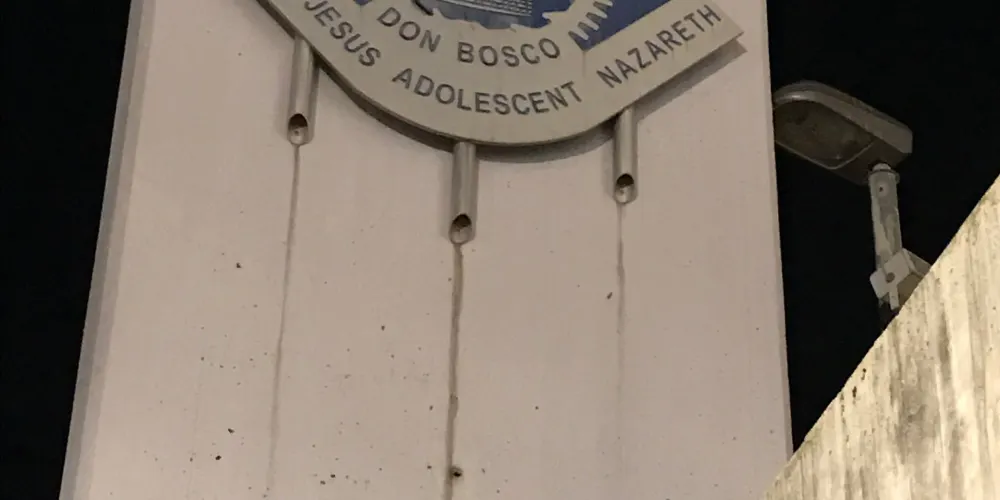 DON BOSCO
JESUS ADOLESCENT NAZARETH